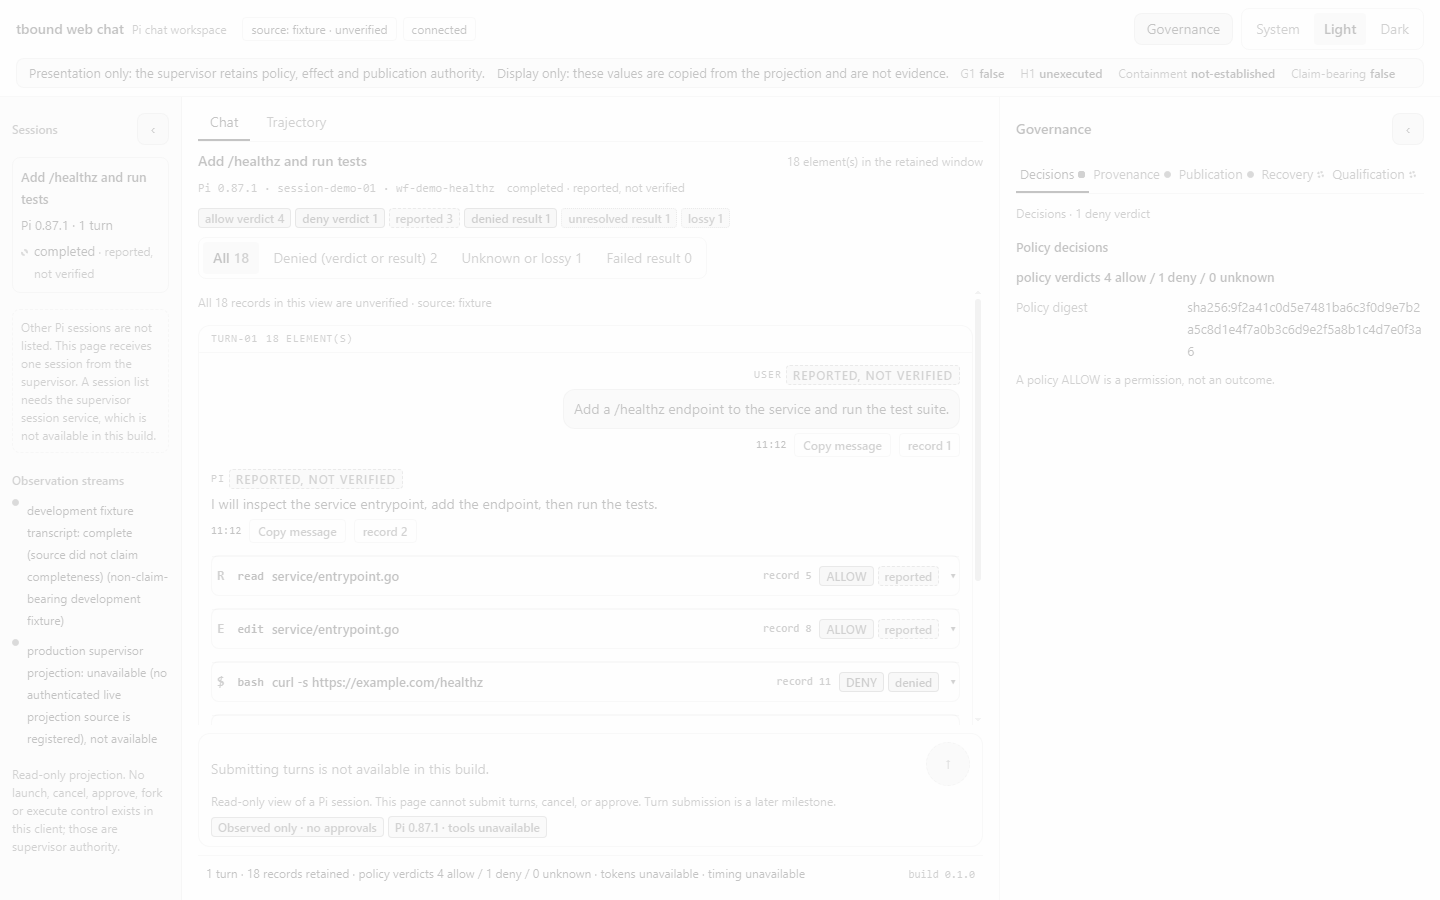 tbound web chat Pi chat workspace source: fixture · unverified connected Governance System Light Dark
Presentation only: the supervisor retains policy, effect and publication authority. Display only: these values are copied from the projection and are not evidence. G1 false H1 unexecuted Containment not-established Claim-bearing false
Sessions ‹
Add /healthz and run
tests
Pi 0.87.1 · 1 turn
completed · reported,
not verified
Other Pi sessions are not
listed. This page receives
one session from the
supervisor. A session list
needs the supervisor
session service, which is
not available in this build.
Observation streams
development fixture
transcript: complete
(source did not claim
completeness) (non-claim-
bearing development
fixture)
production supervisor
projection: unavailable (no
authenticated live
projection source is
registered), not available
Read-only projection. No
launch, cancel, approve, fork
or execute control exists in
this client; those are
supervisor authority.
Chat Trajectory
Add /healthz and run tests 18 element(s) in the retained window
Pi 0.87.1 · session-demo-01 · wf-demo-healthz completed · reported, not verified
allow verdict 4 deny verdict 1 reported 3 denied result 1 unresolved result 1 lossy 1
All 18 Denied (verdict or result) 2 Unknown or lossy 1 Failed result 0
All 18 records in this view are unverified · source: fixture
TURN-01 18 ELEMENT(S)
USER REPORTED, NOT VERIFIED
Add a /healthz endpoint to the service and run the test suite.
11:12 Copy message record 1
PI REPORTED, NOT VERIFIED
I will inspect the service entrypoint, add the endpoint, then run the tests.
11:12 Copy message record 2
R read service/entrypoint.go record 5 ALLOW reported ▾
E edit service/entrypoint.go record 8 ALLOW reported ▾
$ bash curl -s https://example.com/healthz record 11 DENY denied ▾
Submitting turns is not available in this build. ↑
Read-only view of a Pi session. This page cannot submit turns, cancel, or approve. Turn submission is a later milestone.
Observed only · no approvals Pi 0.87.1 · tools unavailable
1 turn · 18 records retained · policy verdicts 4 allow / 1 deny / 0 unknown · tokens unavailable · timing unavailable build 0.1.0
Governance ‹
Decisions Provenance Publication Recovery Qualification
Decisions · 1 deny verdict
Policy decisions
policy verdicts 4 allow / 1 deny / 0 unknown
Policy digest sha256:9f2a41c0d5e7481ba6c3f0d9e7b2
a5c8d1e4f7a0b3c6d9e2f5a8b1c4d7e0f3a
6
A policy ALLOW is a permission, not an outcome.